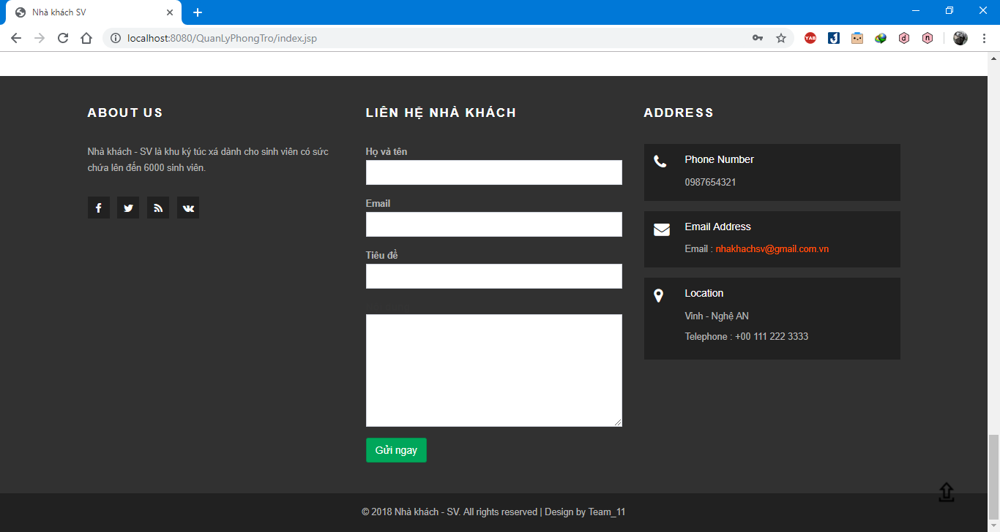 Nhà khách SV
localhost:8080/QuanLyPhongTro/index.jsp
ABOUT US
Nhà khách - SV là khu ký túc xá dành cho sinh viên có sức
chứa lên đến 6000 sinh viên.
LIÊN HỆ NHÀ KHÁCH
Họ và tên
Email
Tiêu đề
Gửi ngay
ADDRESS
Phone Number
0987654321
Email Address
Email : nhakhachsv@gmail.com.vn
Location
Vinh - Nghệ AN
Telephone : +00 111 222 3333
© 2018 Nhà khách - SV. All rights reserved | Design by Team_11